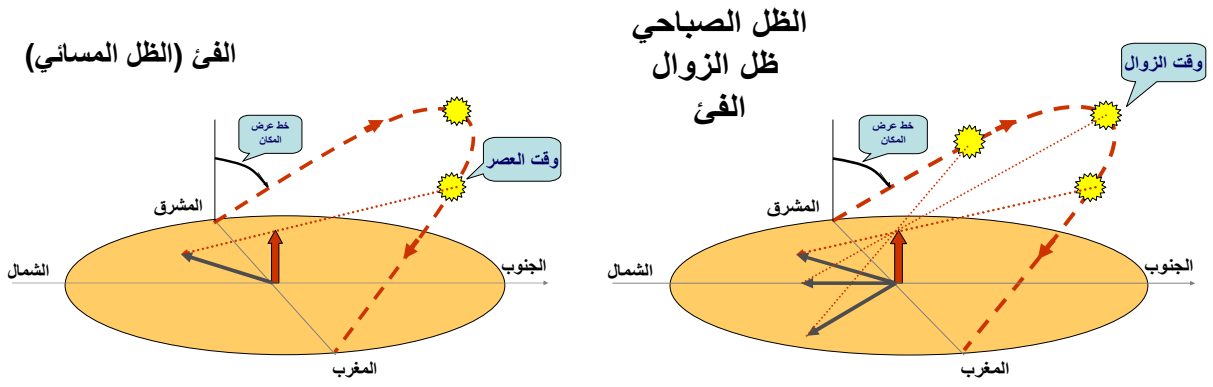 الظل الصباحي
ظل الزوال
الفئ
وقت الزوال
خط عرض
المكان
المشرق
الجنوب
الشمال
المغرب
الفئ (الظل المسائي)
خط عرض
المكان
وقت العصر
المشرق
الجنوب
الشمال
المغرب